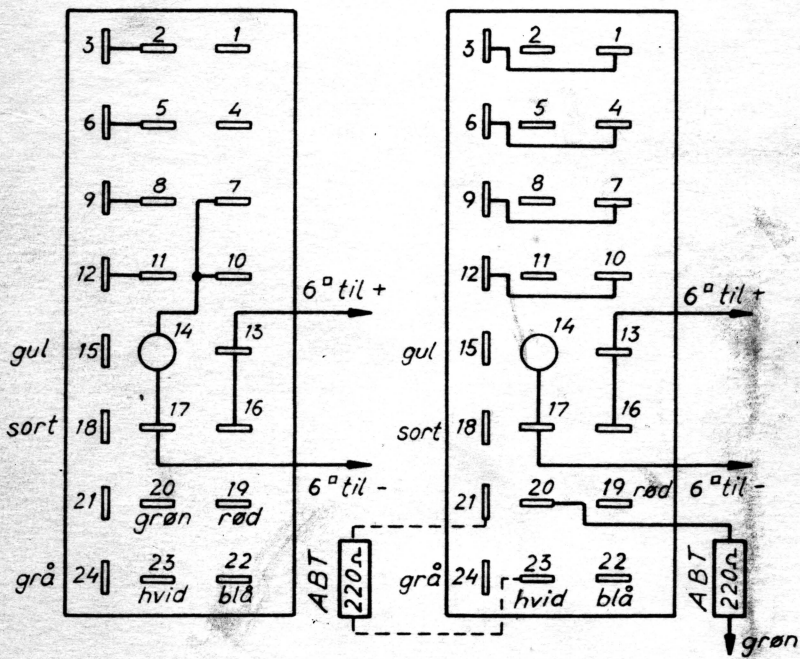 3 2 1
6 5 4
9 8 7
12 11 10
6▫ til +
gul 15 14 13
sort 18 17 16
6▫ til -
21 20 19
grøn rød
grå 24 23 22
hvid blå
ABT 220Ω
3 2 1
6 5 4
9 8 7
12 11 10
6▫ til +
gul 15 14 13
sort 18 17 16
6▫ til -
21 20 19 rød
grå 24 23 22
hvid blå
ABT 220Ω
grøn